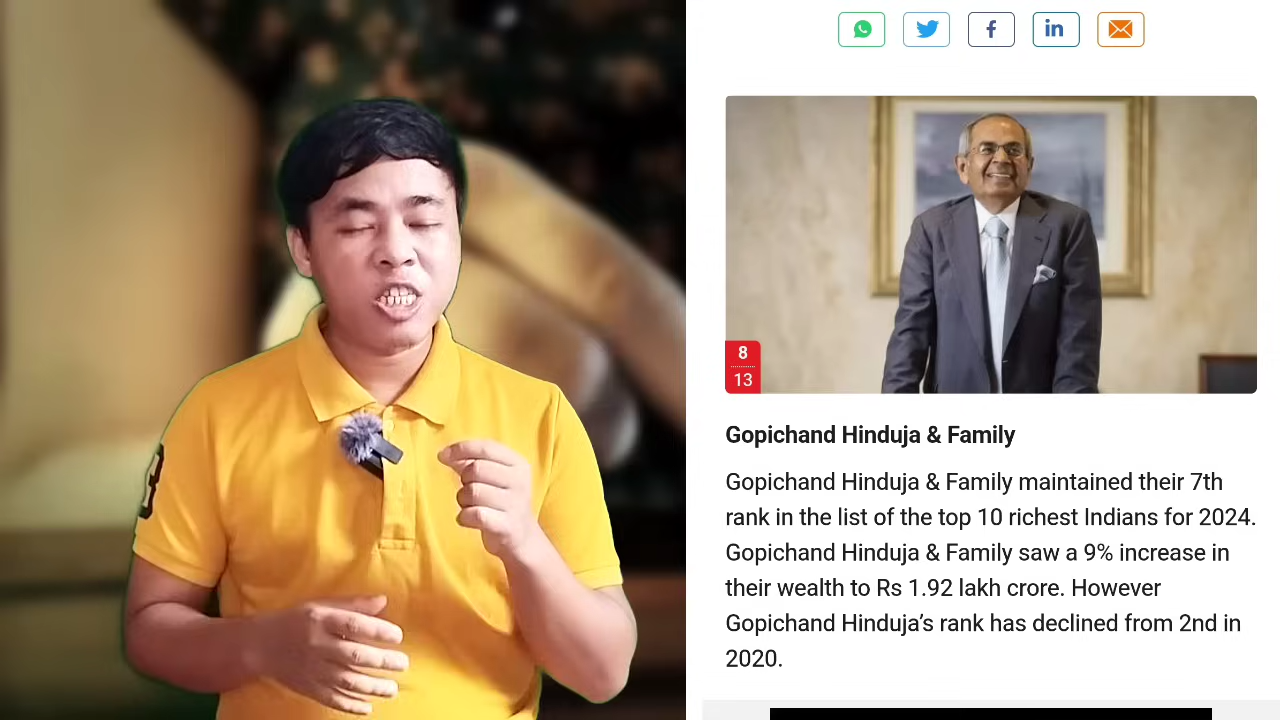 8
13
Gopichand Hinduja & Family
Gopichand Hinduja & Family maintained their 7th
rank in the list of the top 10 richest Indians for 2024.
Gopichand Hinduja & Family saw a 9% increase in
their wealth to Rs 1.92 lakh crore. However
Gopichand Hinduja’s rank has declined from 2nd in
2020.